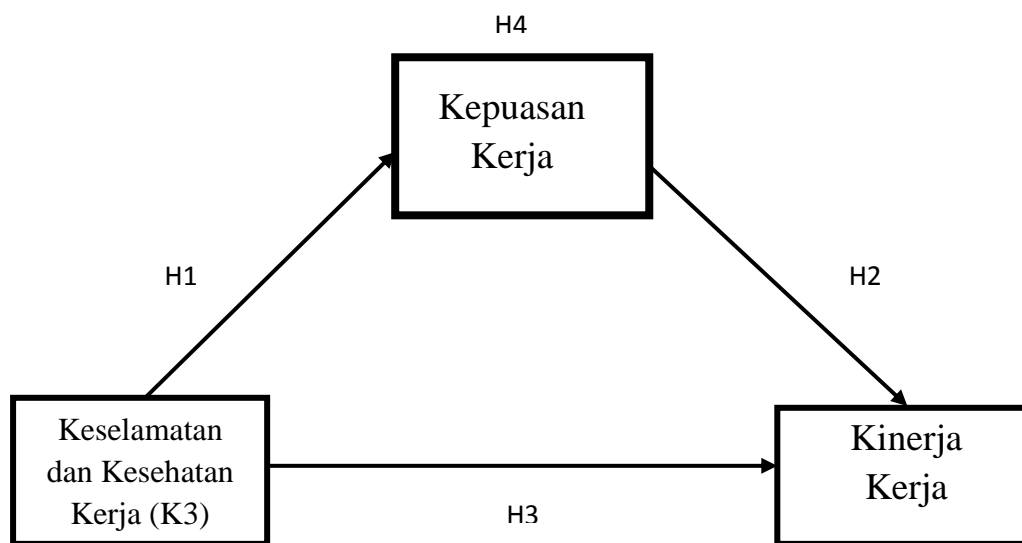 H4
Kepuasan
Kerja
H1
H2
Keselamatan
dan Kesehatan
Kerja (K3)
Kinerja
Kerja
H3